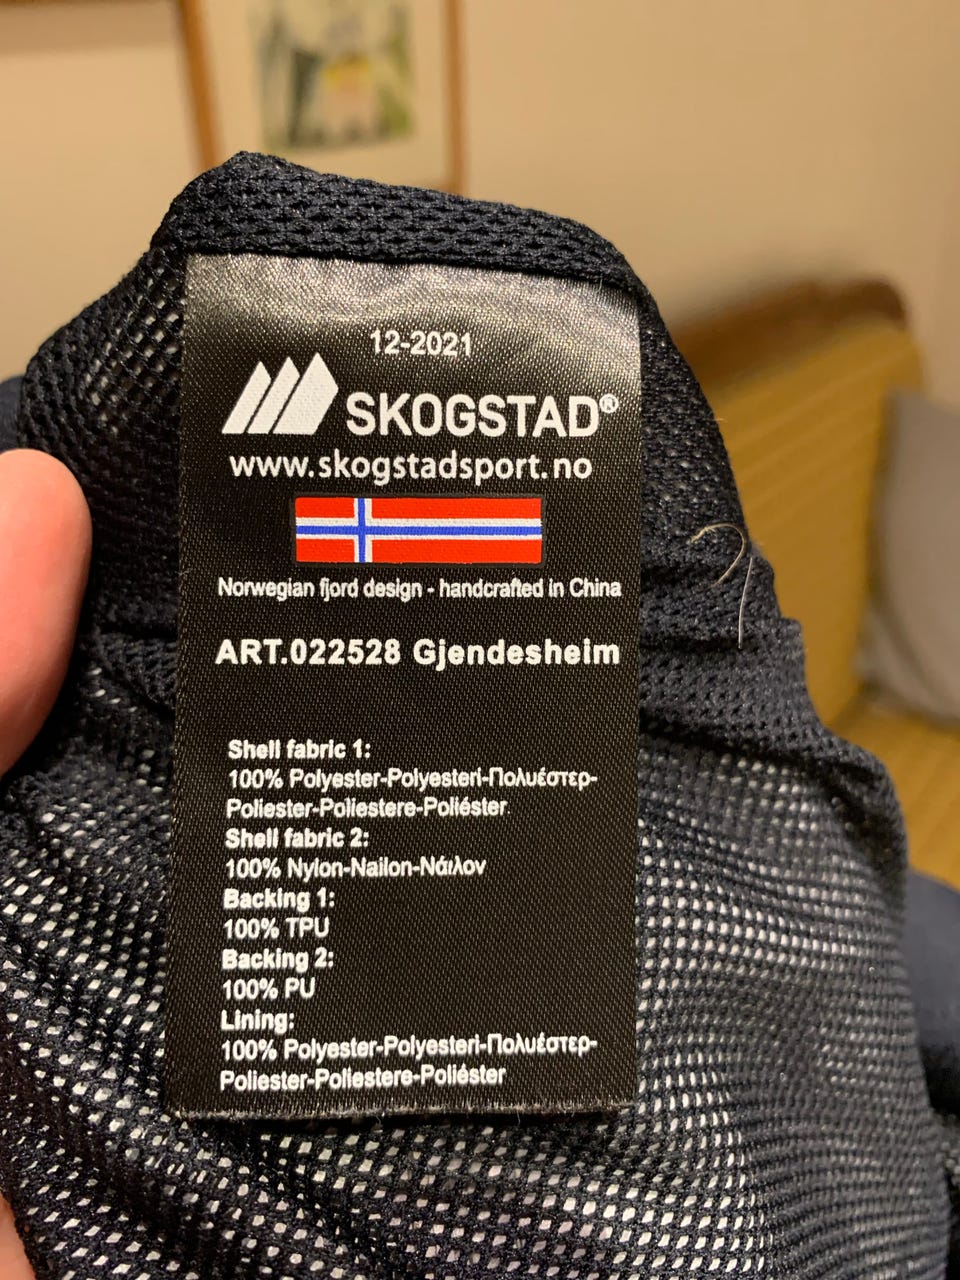 12-2021
SKOGSTAD®
www.skogstadsport.no
Norwegian fjord design - handcrafted in China
ART.022528 Gjendesheim
Shell fabric 1:
100% Polyester-Polyesteri-Πολυέστερ-
Poliester-Poliestere-Poliéster
Shell fabric 2:
100% Nylon-Nailon-Νάιλον
Backing 1:
100% TPU
Backing 2:
100% PU
Lining:
100% Polyester-Polyesteri-Πολυέστερ-
Poliester-Poliestere-Poliéster